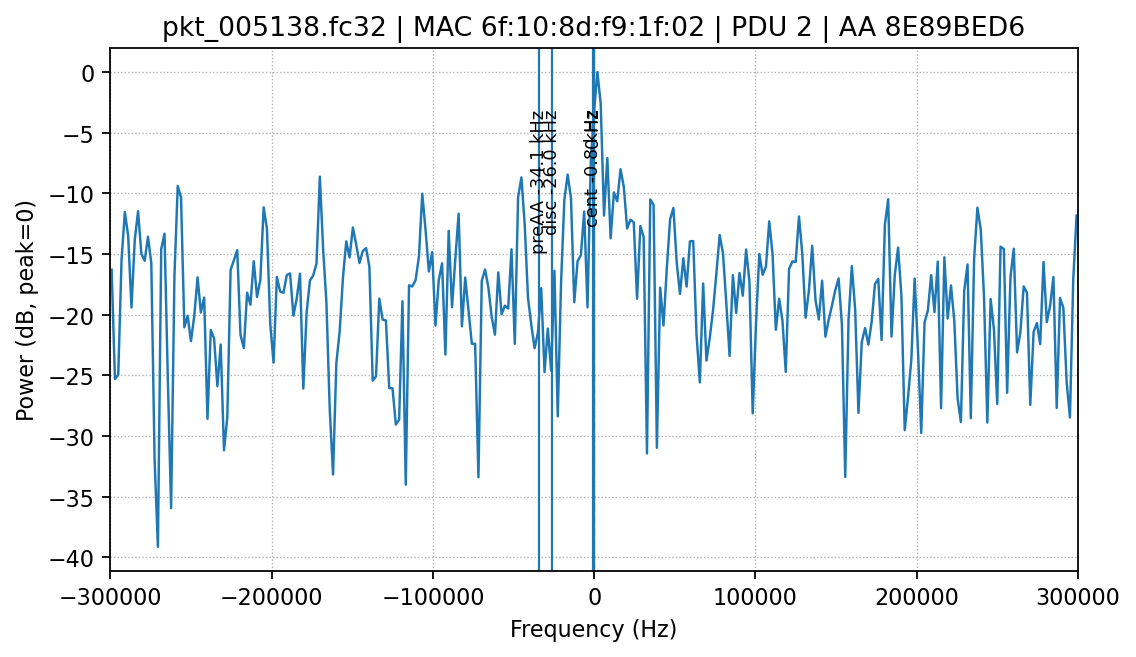 pkt_005138.fc32 | MAC 6f:10:8d:f9:1f:02 | PDU 2 | AA 8E89BED6
Power (dB, peak=0)
0
−5
−10
−15
−20
−25
−30
−35
−40
preAA -34.1 kHz
disc -26.0 kHz
cent -0.8kHz
−300000
−200000
−100000
0
100000
200000
300000
Frequency (Hz)